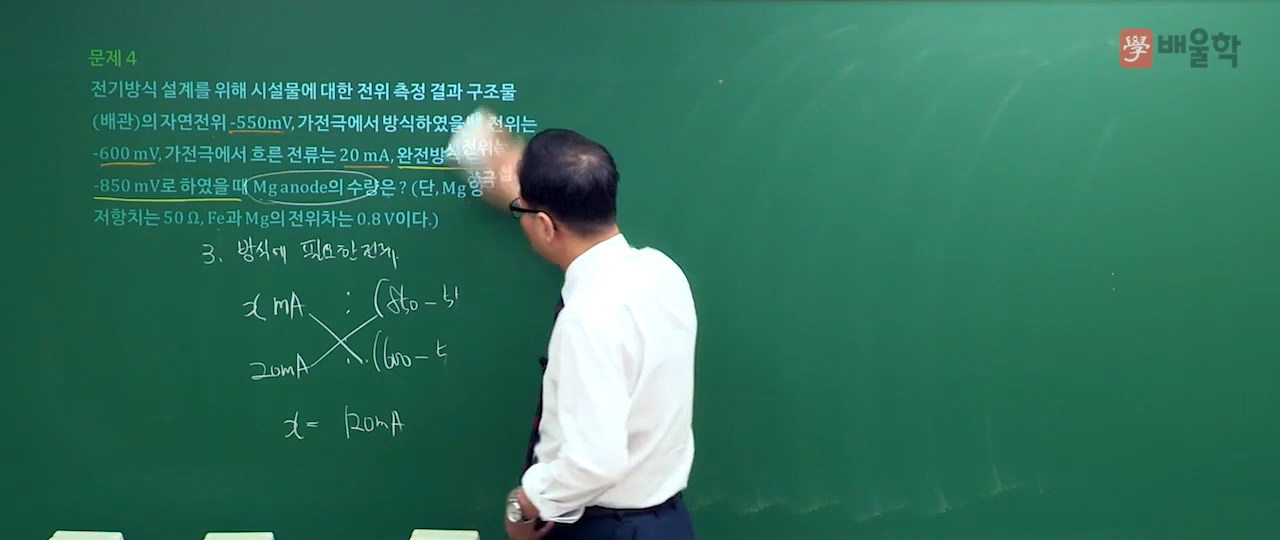 배울학
문제 4
전기방식 설계를 위해 시설물에 대한 전위 측정 결과 구조물
(배관)의 자연전위 -550mV, 가전극에서 방식하였을때 전위는
-600 mV, 가전극에서 흐른 전류는 20 mA, 완전방식 전위는
-850 mV로 하였을 때 Mg anode의 수량은? (단, Mg 양극 접
저항치는 50 Ω, Fe과 Mg의 전위차는 0.8 V이다.)
3. 방식에 필요한 전류.
x mA : (850 -
20mA : (600 -
x = 120mA